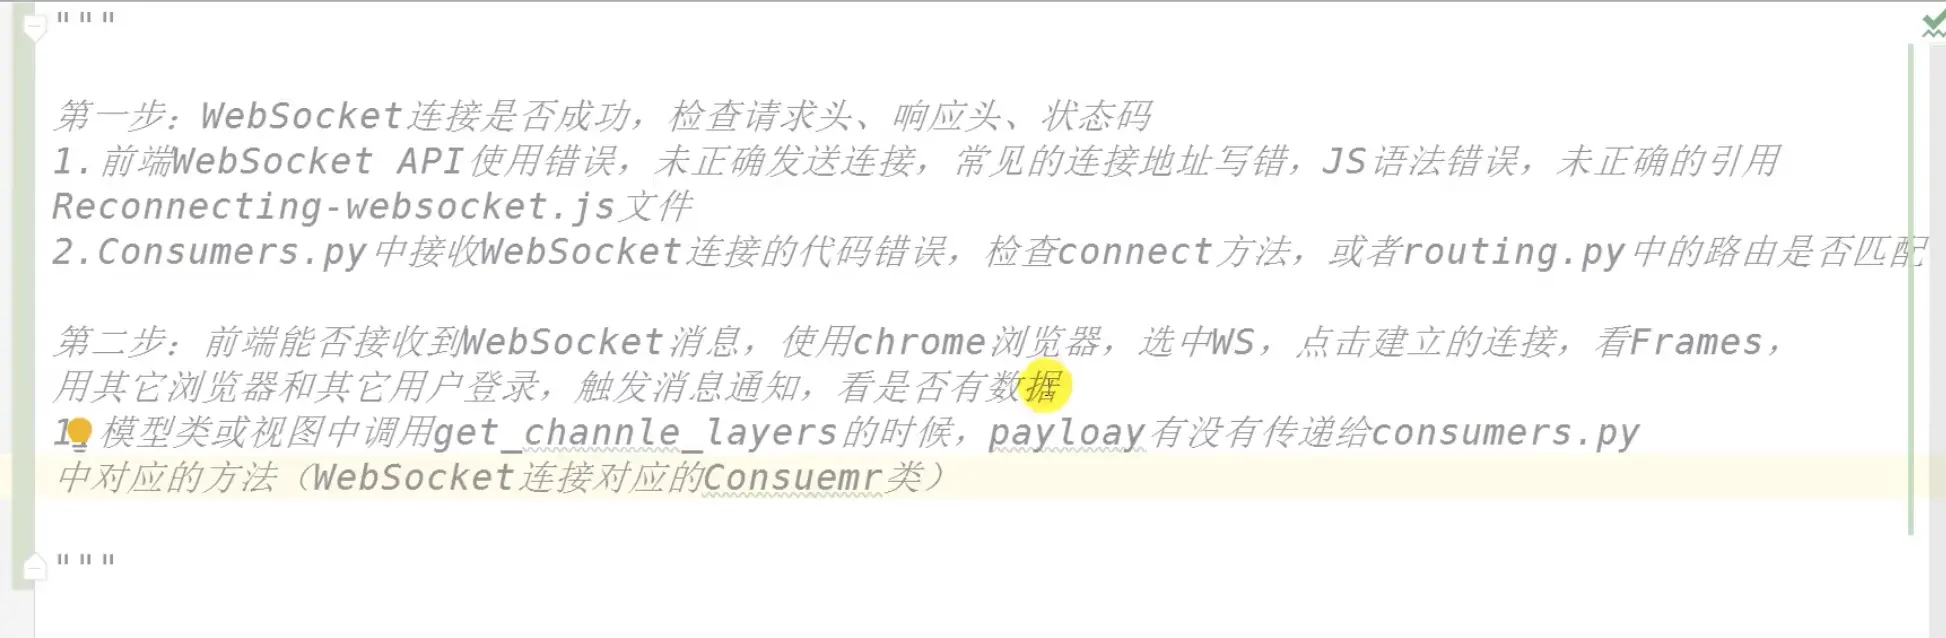 """
第一步：WebSocket连接是否成功，检查请求头、响应头、状态码
1.前端WebSocket API使用错误，未正确发送连接，常见的连接地址写错，JS语法错误，未正确的引用
Reconnecting-websocket.js文件
2.Consumers.py中接收WebSocket连接的代码错误，检查connect方法，或者routing.py中的路由是否匹配
第二步：前端能否接收到WebSocket消息，使用chrome浏览器，选中WS，点击建立的连接，看Frames，
用其它浏览器和其它用户登录，触发消息通知，看是否有数据
1.模型类或视图中调用get_channle_layers的时候，payloay有没有传递给consumers.py
中对应的方法（WebSocket连接对应的Consuemr类）
"""